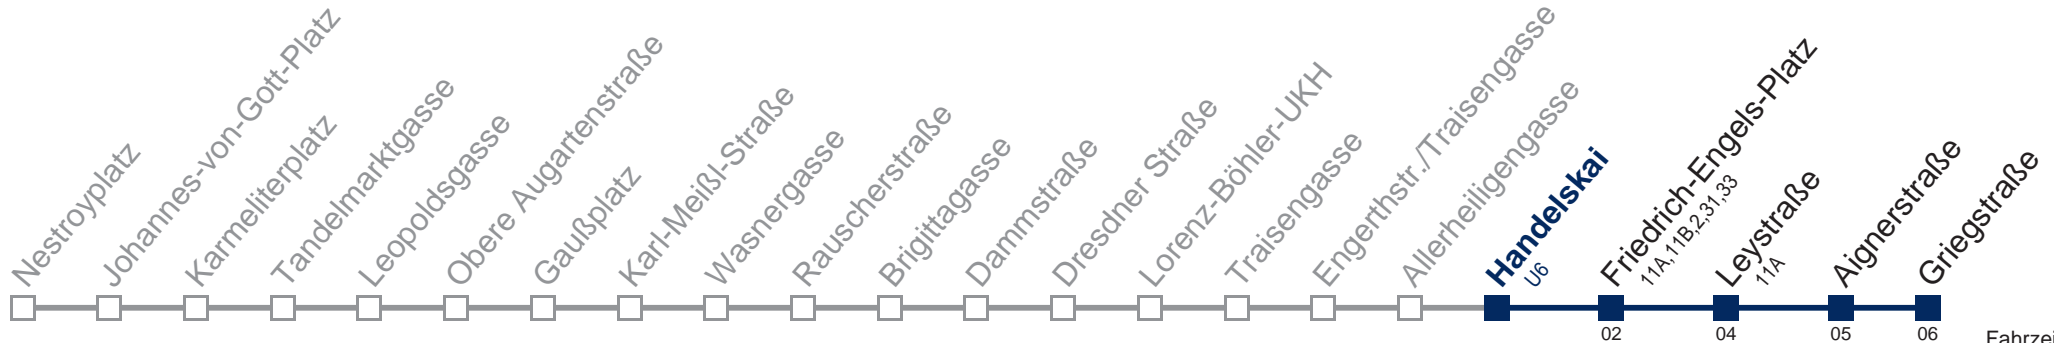 Nestroyplatz
Johannes-von-Gott-Platz
Karmeliterplatz
Tandelmarktgasse
Leopoldsgasse
Obere Augartenstraße
Gaußplatz
Karl-Meißl-Straße
Wasnergasse
Rauscherstraße
Brigittagasse
Dammstraße
Dresdner Straße
Lorenz-Böhler-UKH
Traisengasse
Engerthstr./Traisengasse
Allerheiligengasse
Handelskai
U6
Friedrich-Engels-Platz
11A,11B,2,31,33
Leystraße
11A
Aignerstraße
Griegstraße
02 04 05 06